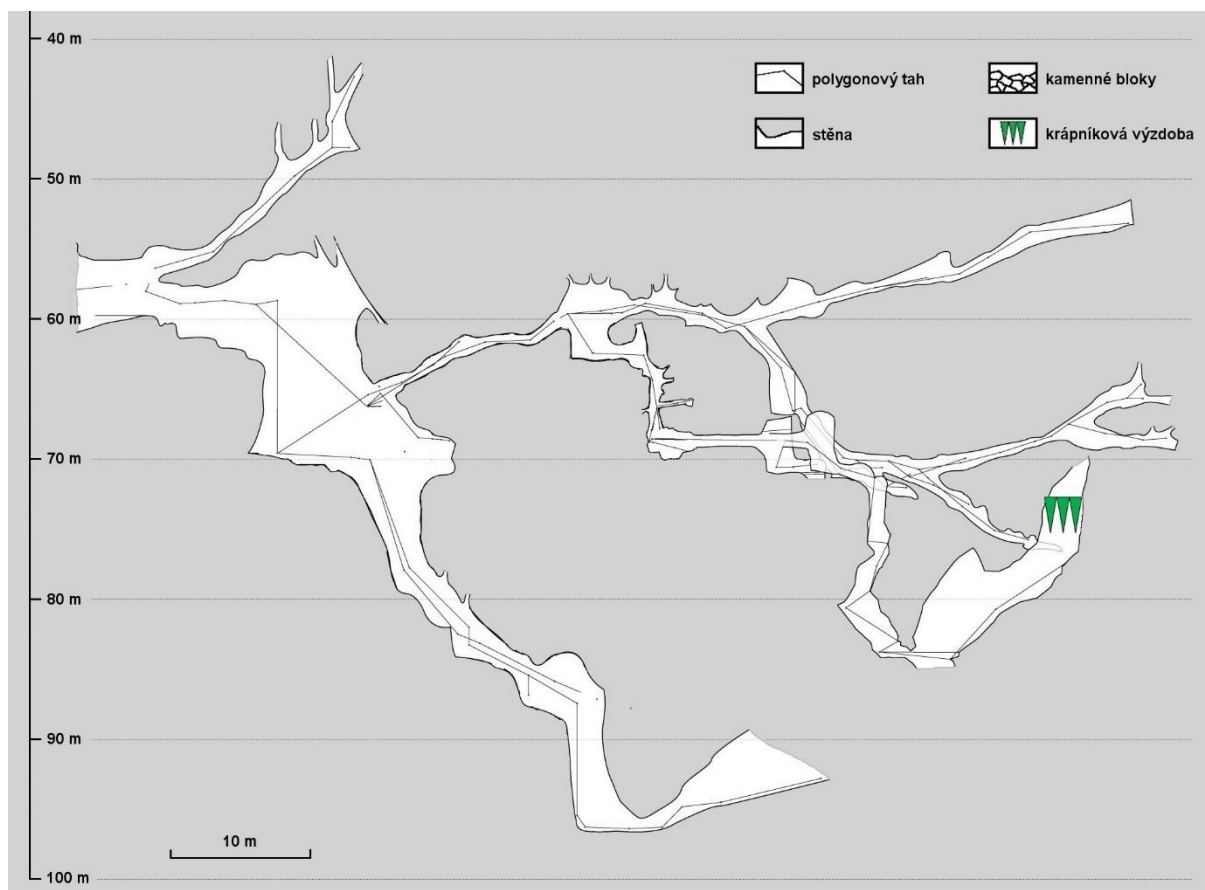 40 m
polygonový tah
kamenné bloky
stěna
krápníková výzdoba
50 m
60 m
70 m
80 m
90 m
10 m
100 m